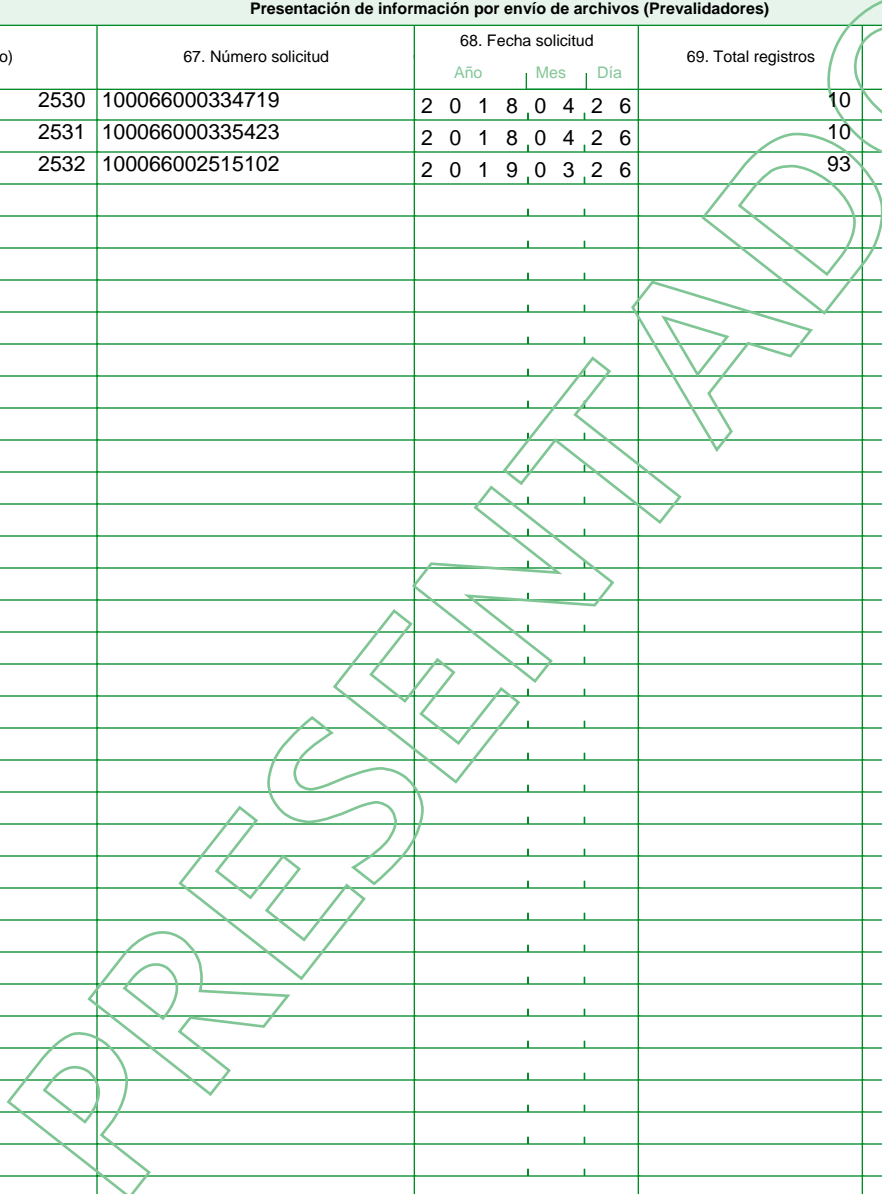 Presentación de información por envío de archivos (Prevalidadores)
o) 67. Número solicitud 68. Fecha solicitud 69. Total registros
Año Mes Día
2530 100066000334719 2 0 1 8 0 4 2 6 10
2531 100066000335423 2 0 1 8 0 4 2 6 10
2532 100066002515102 2 0 1 9 0 3 2 6 93
PRESENTADO